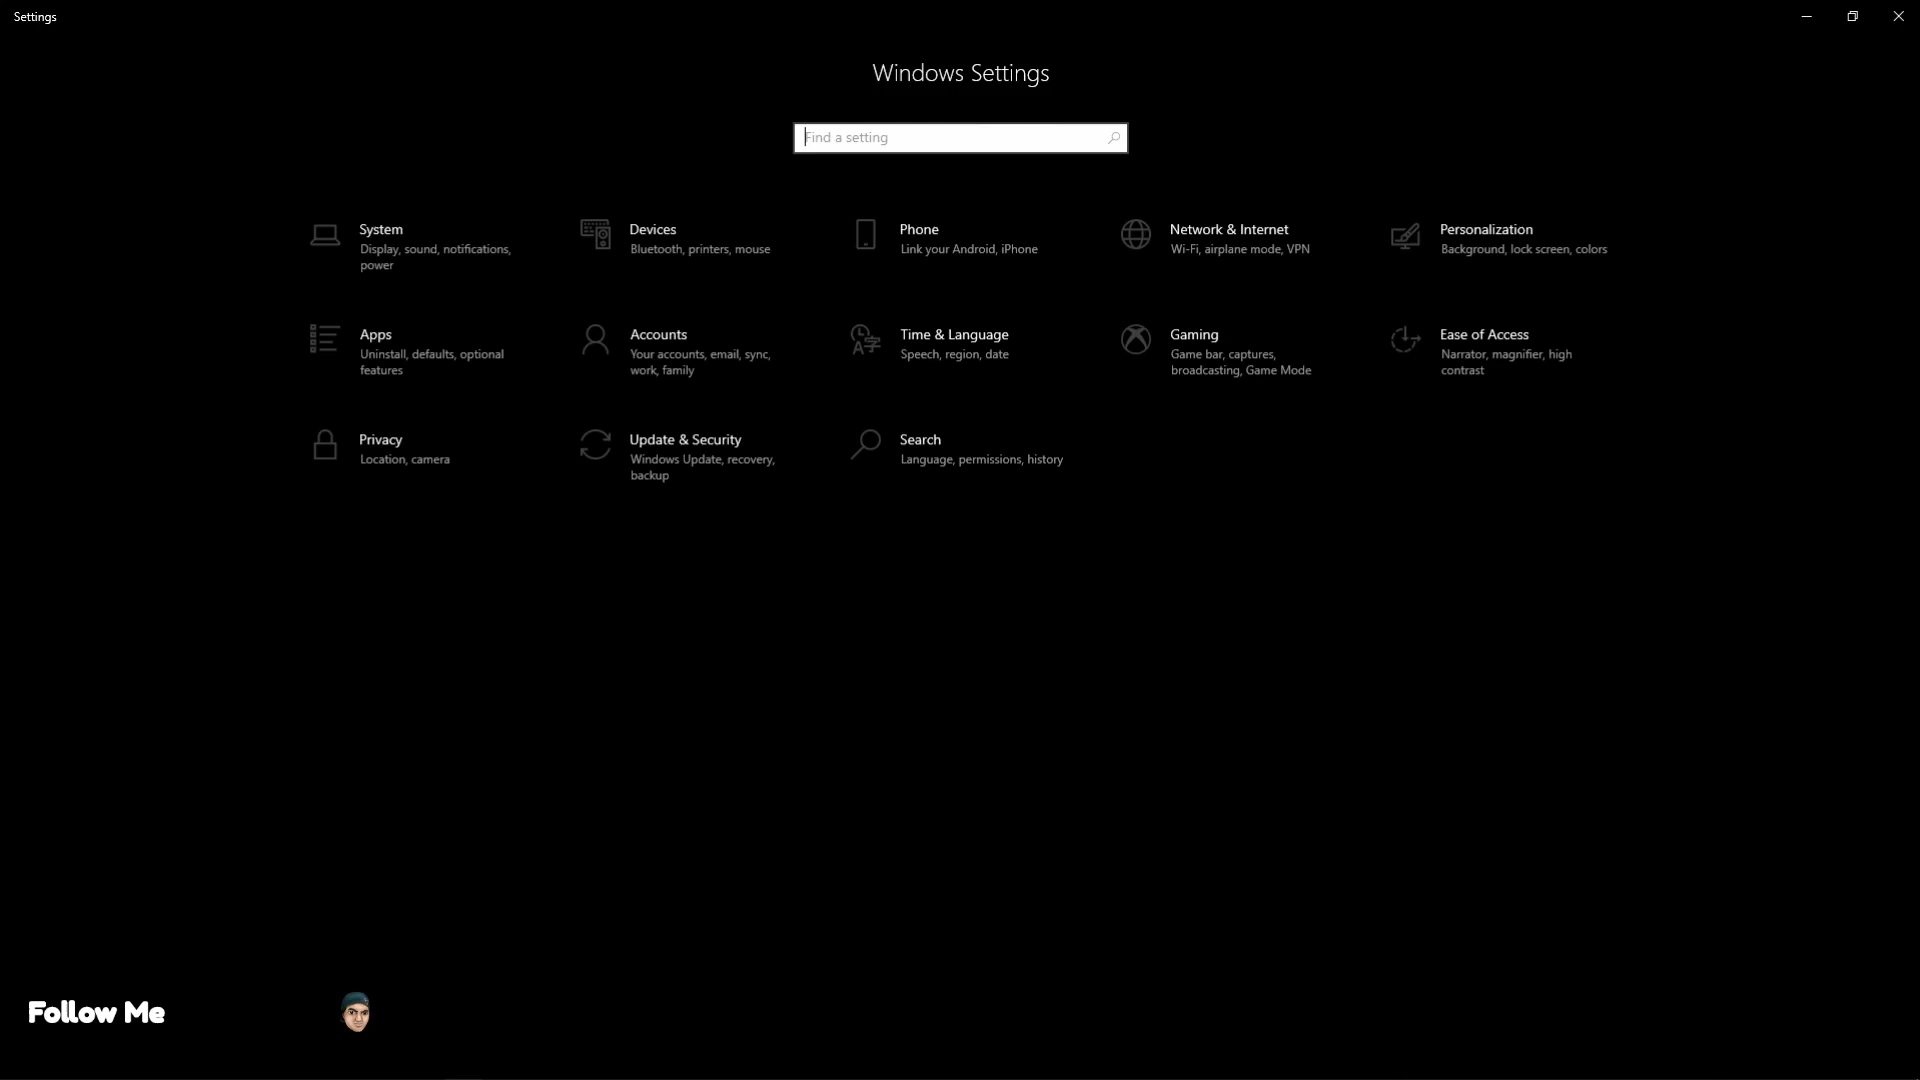 Settings
Windows Settings
Find a setting
System
Display, sound, notifications,
power
Devices
Bluetooth, printers, mouse
Phone
Link your Android, iPhone
Network & Internet
Wi-Fi, airplane mode, VPN
Personalization
Background, lock screen, colors
Apps
Uninstall, defaults, optional
features
Accounts
Your accounts, email, sync,
work, family
Time & Language
Speech, region, date
Gaming
Game bar, captures,
broadcasting, Game Mode
Ease of Access
Narrator, magnifier, high
contrast
Privacy
Location, camera
Update & Security
Windows Update, recovery,
backup
Search
Language, permissions, history
Follow Me